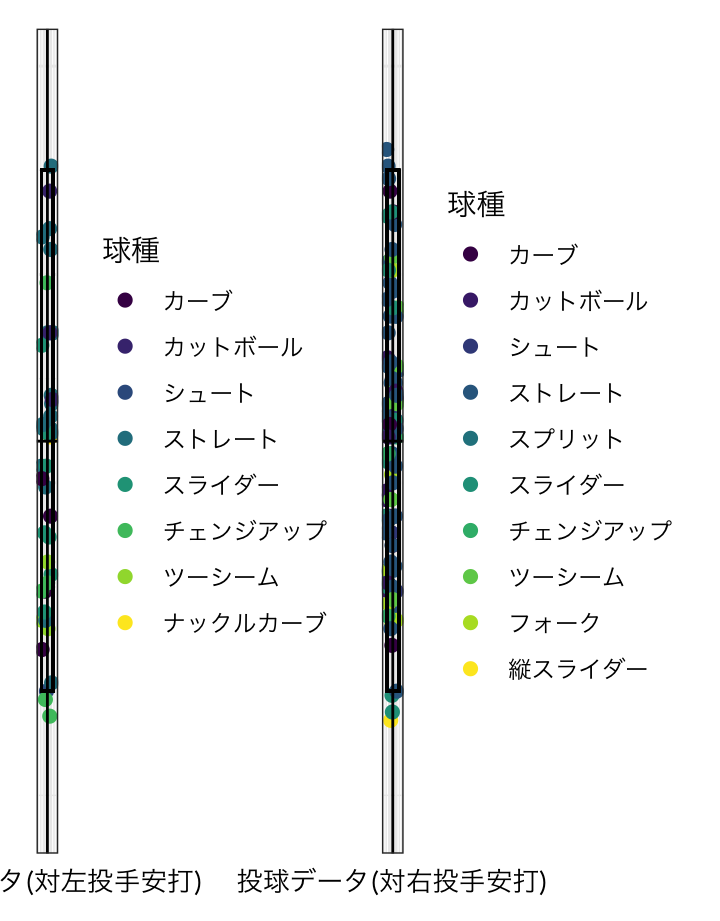 球種
カーブ
カットボール
シュート
ストレート
スライダー
チェンジアップ
ツーシーム
ナックルカーブ
タ(対左投手安打)
球種
カーブ
カットボール
シュート
ストレート
スプリット
スライダー
チェンジアップ
ツーシーム
フォーク
縦スライダー
投球データ(対右投手安打)